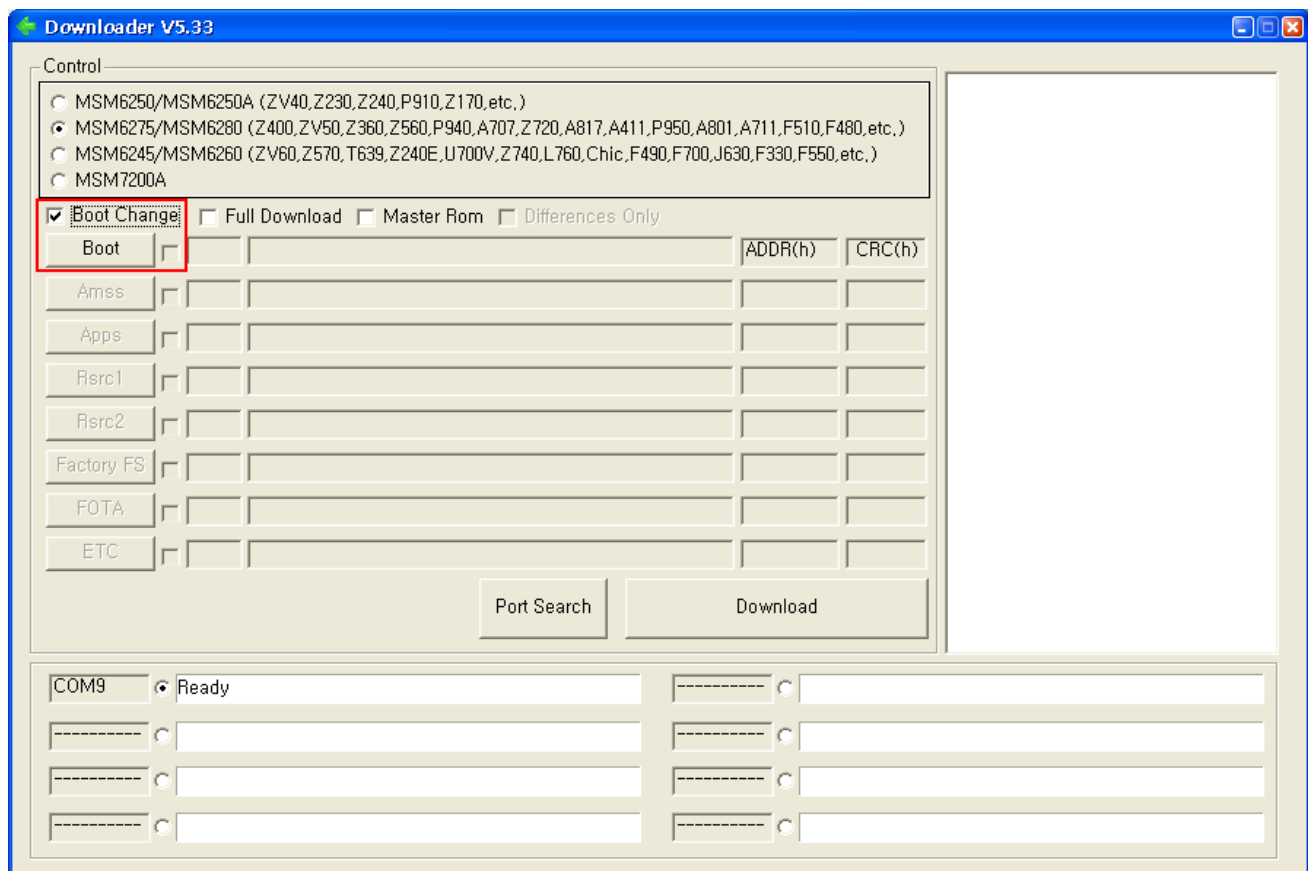 Downloader V5.33
Control
MSM6250/MSM6250A (ZV40,Z230,Z240,P910,Z170,etc,)
MSM6275/MSM6280 (Z400,ZV50,Z360,Z560,P940,A707,Z720,A817,A411,P950,A801,A711,F510,F480,etc,)
MSM6245/MSM6260 (ZV60,Z570,T639,Z240E,U700V,Z740,L760,Chic,F490,F700,J630,F330,F550,etc,)
MSM7200A
Boot Change Full Download Master Rom Differences Only
Boot ADDR(h) CRC(h)
Amss
Apps
Rsrc1
Rsrc2
Factory FS
FOTA
ETC
Port Search Download
COM9 Ready ----------
---------- ----------
---------- ----------
---------- ----------